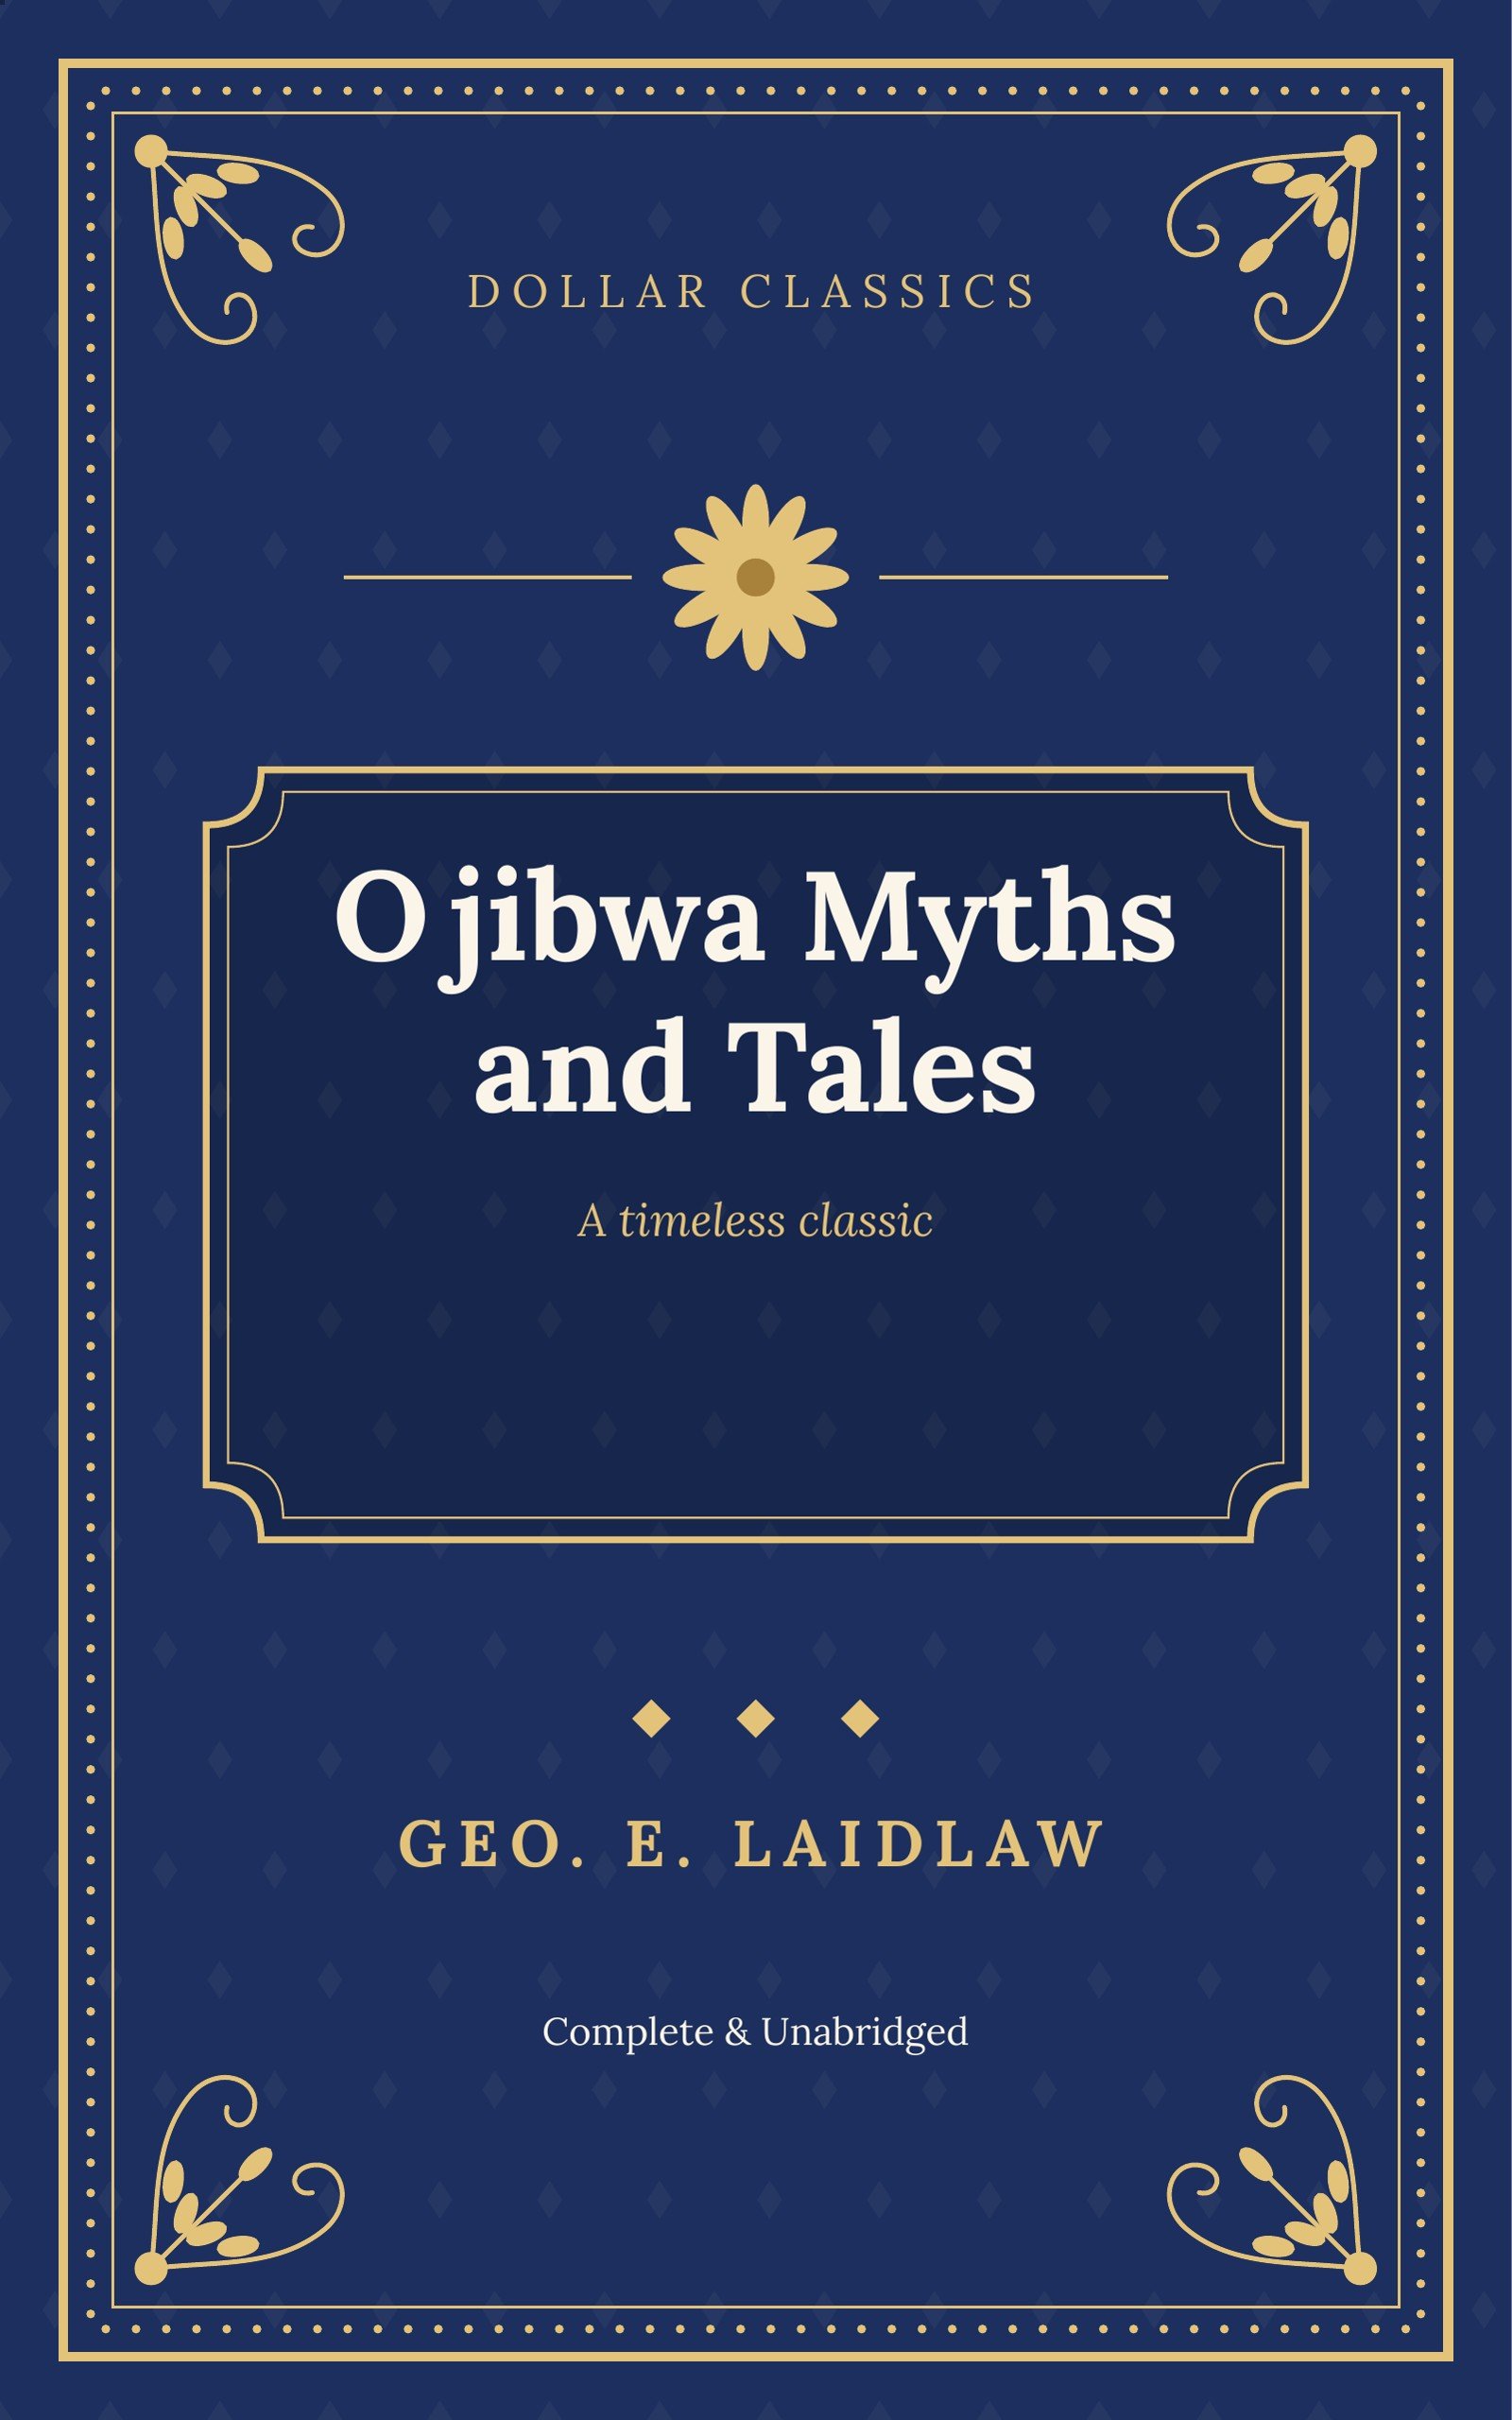 DOLLAR CLASSICS
Ojibwa Myths
and Tales
A timeless classic
GEO. E. LAIDLAW
Complete & Unabridged